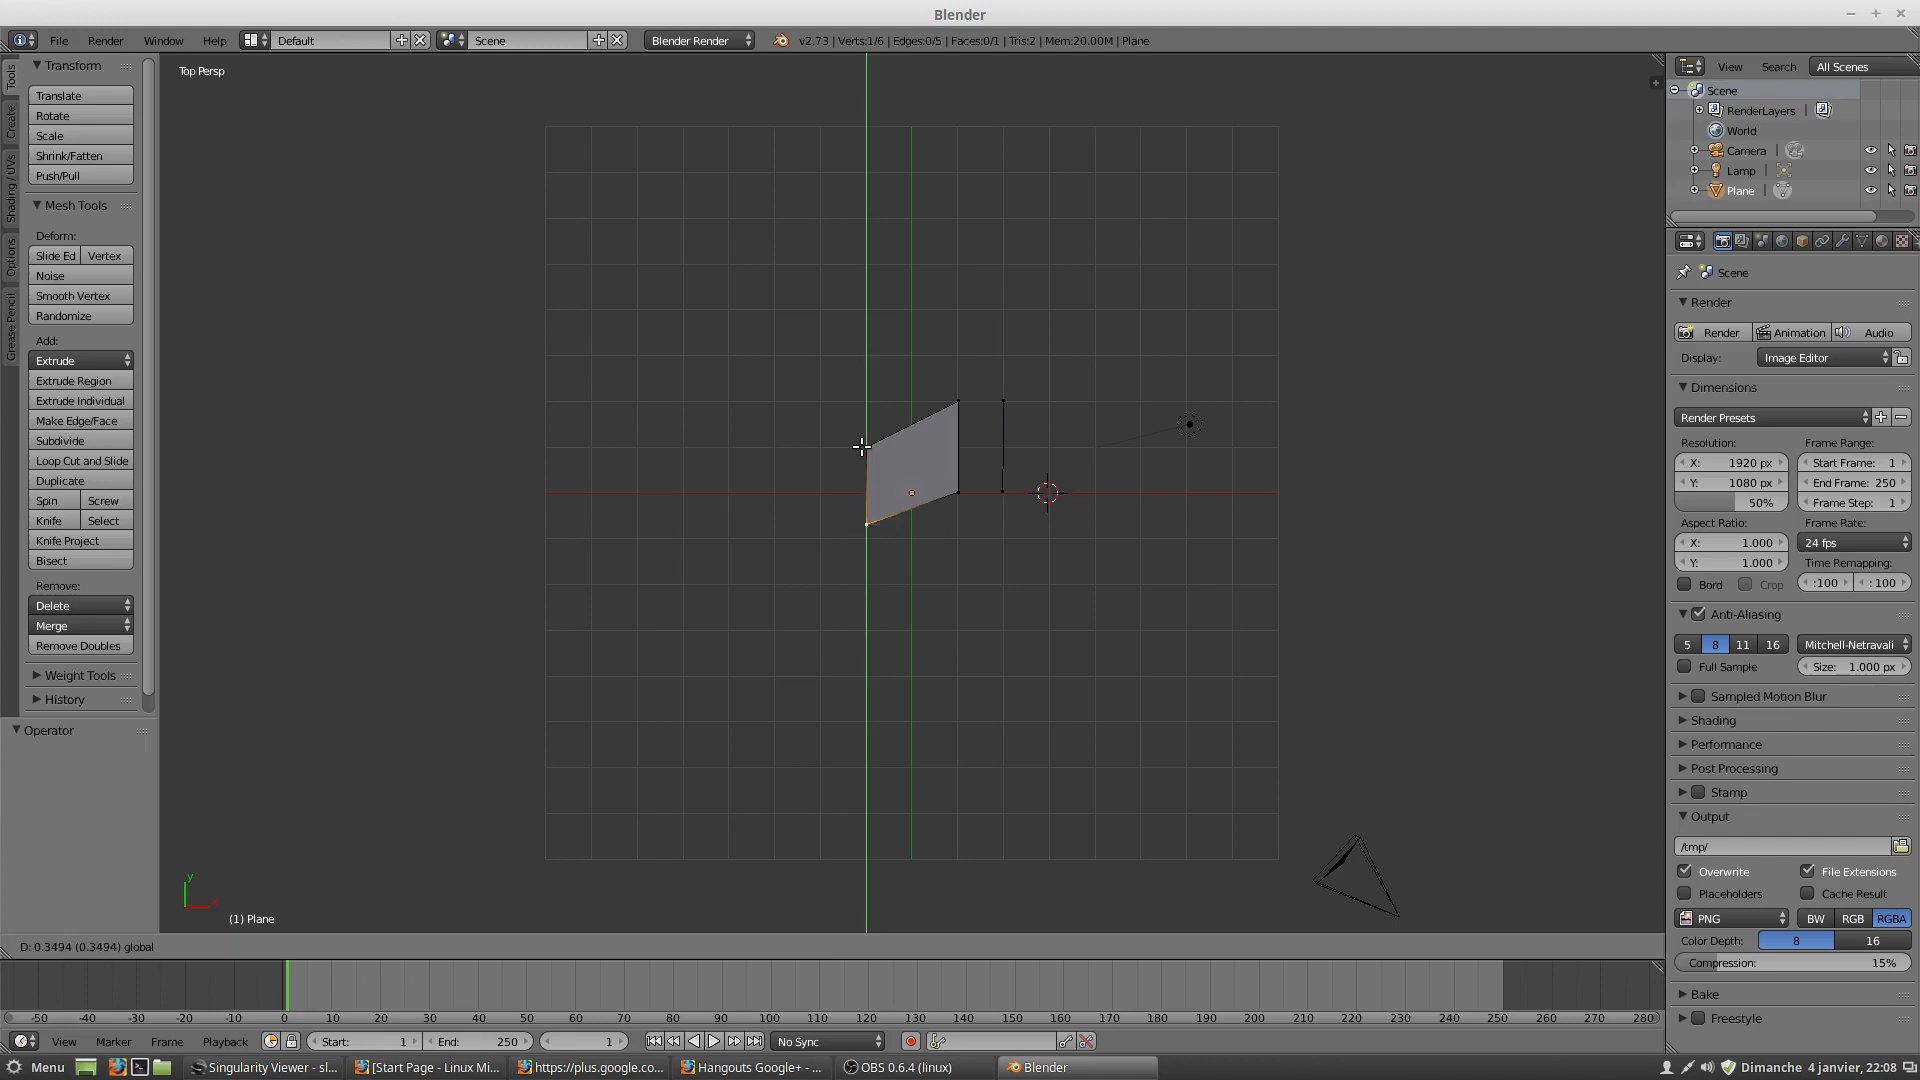 Blender
File Render Window Help Default Scene Blender Render v2.73 | Verts:1/6 | Edges:0/5 | Faces:0/1 | Tris:2 | Mem:20.00M | Plane
Tools
Create
Shading / UVs
Options
Grease Pencil
Transform
Translate
Rotate
Scale
Shrink/Fatten
Push/Pull
Mesh Tools
Deform:
Slide Ed Vertex
Noise
Smooth Vertex
Randomize
Add:
Extrude
Extrude Region
Extrude Individual
Make Edge/Face
Subdivide
Loop Cut and Slide
Duplicate
Spin Screw
Knife Select
Knife Project
Bisect
Remove:
Delete
Merge
Remove Doubles
Weight Tools
History
Operator
Top Persp
y
x
(1) Plane
D: 0.3494 (0.3494) global
View Search All Scenes
Scene
RenderLayers |
World
Camera |
Lamp |
Plane |
Scene
Render
Render Animation Audio
Display: Image Editor
Dimensions
Render Presets
Resolution: Frame Range:
X: 1920 px Start Frame: 1
Y: 1080 px End Frame: 250
50% Frame Step: 1
Aspect Ratio: Frame Rate:
X: 1.000 24 fps
Y: 1.000 Time Remapping:
Bord Crop :100 : 100
Anti-Aliasing
5 8 11 16 Mitchell-Netravali
Full Sample Size: 1.000 px
Sampled Motion Blur
Shading
Performance
Post Processing
Stamp
Output
/tmp/
Overwrite File Extensions
Placeholders Cache Result
PNG BW RGB RGBA
Color Depth: 8 16
Compression: 15%
Bake
Freestyle
-50 -40 -30 -20 -10 0 10 20 30 40 50 60 70 80 90 100 110 120 130 140 150 160 170 180 190 200 210 220 230 240 250 260 270 280
View Marker Frame Playback Start: 1 End: 250 1 No Sync
Menu Singularity Viewer - sl... [Start Page - Linux Mi... https://plus.google.co... Hangouts Google+ - ... OBS 0.6.4 (linux) Blender Dimanche 4 janvier, 22:08